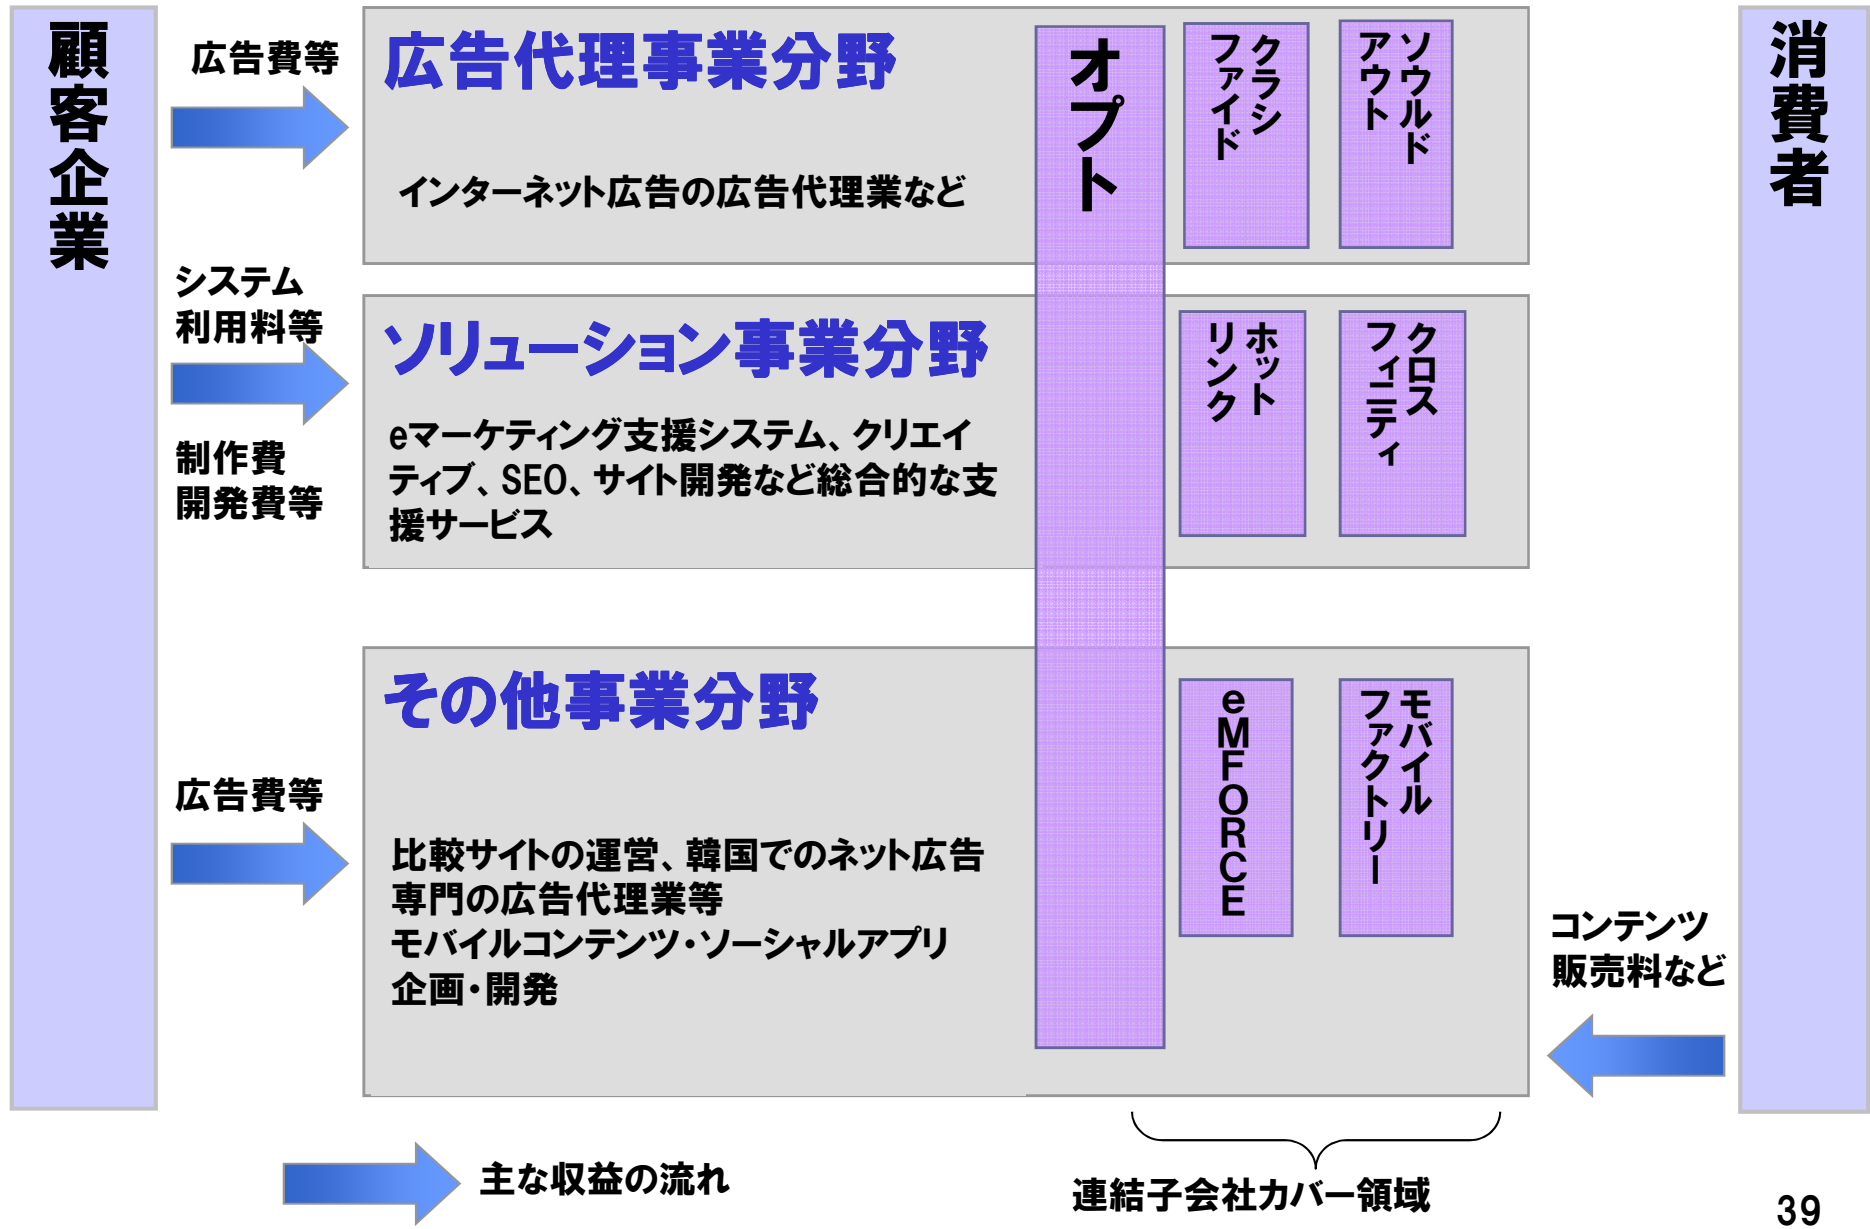 顧客企業
広告費等
システム
利用料等
制作費
開発費等
広告費等
広告代理事業分野
インターネット広告の広告代理業など
ソリューション事業分野
eマーケティング支援システム、クリエイ
ティブ、SEO、サイト開発など総合的な支
援サービス
その他事業分野
比較サイトの運営、韓国でのネット広告
専門の広告代理業等
モバイルコンテンツ・ソーシャルアプリ
企画・開発
オプト
クラシ
ファイド
ソウルド
アウト
ホット
リンク
クロス
フィニティ
eMFORCE
モバイル
ファクトリー
消費者
コンテンツ
販売料など
主な収益の流れ
連結子会社カバー領域
39